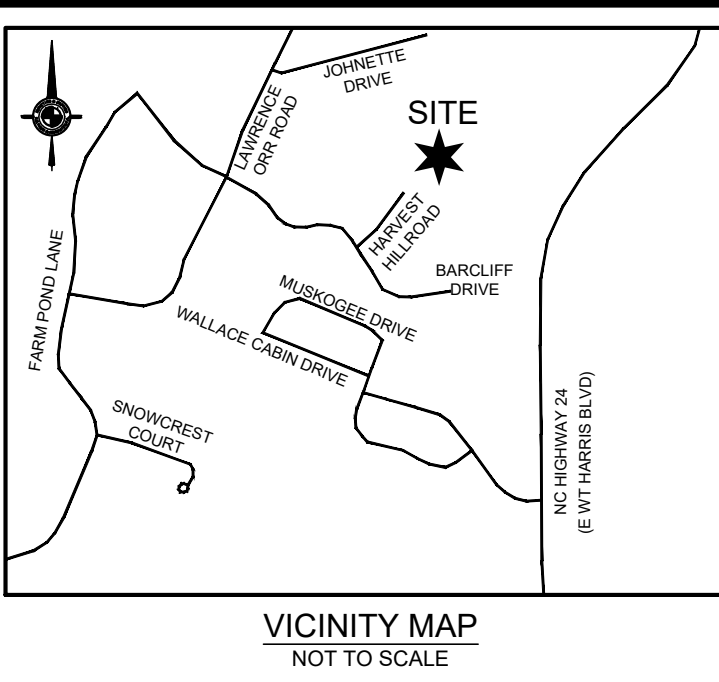 JOHNETTE
DRIVE
LAWRENCE
ORR ROAD
SITE
HARVEST
HILLROAD
BARCLIFF
DRIVE
FARM POND LANE
MUSKOGEE DRIVE
WALLACE CABIN DRIVE
SNOWCREST
COURT
NC HIGHWAY 24
(E WT HARRIS BLVD)
VICINITY MAP
NOT TO SCALE